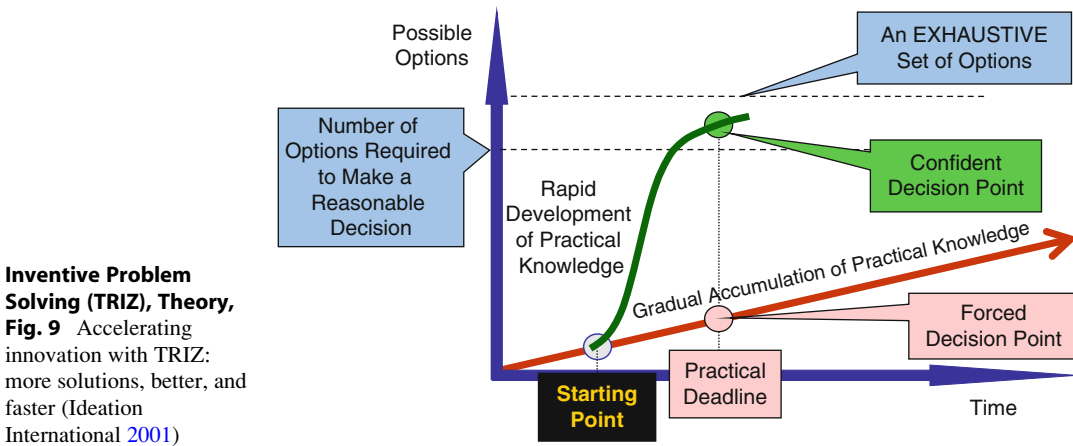 Possible
Options
An EXHAUSTIVE
Set of Options
Number of
Options Required
to Make a
Reasonable
Decision
Confident
Decision Point
Rapid
Development
of Practical
Knowledge
Gradual Accumulation of Practical Knowledge
Forced
Decision Point
Starting
Point
Practical
Deadline
Time
Inventive Problem
Solving (TRIZ), Theory,
Fig. 9 Accelerating
innovation with TRIZ:
more solutions, better, and
faster (Ideation
International 2001)